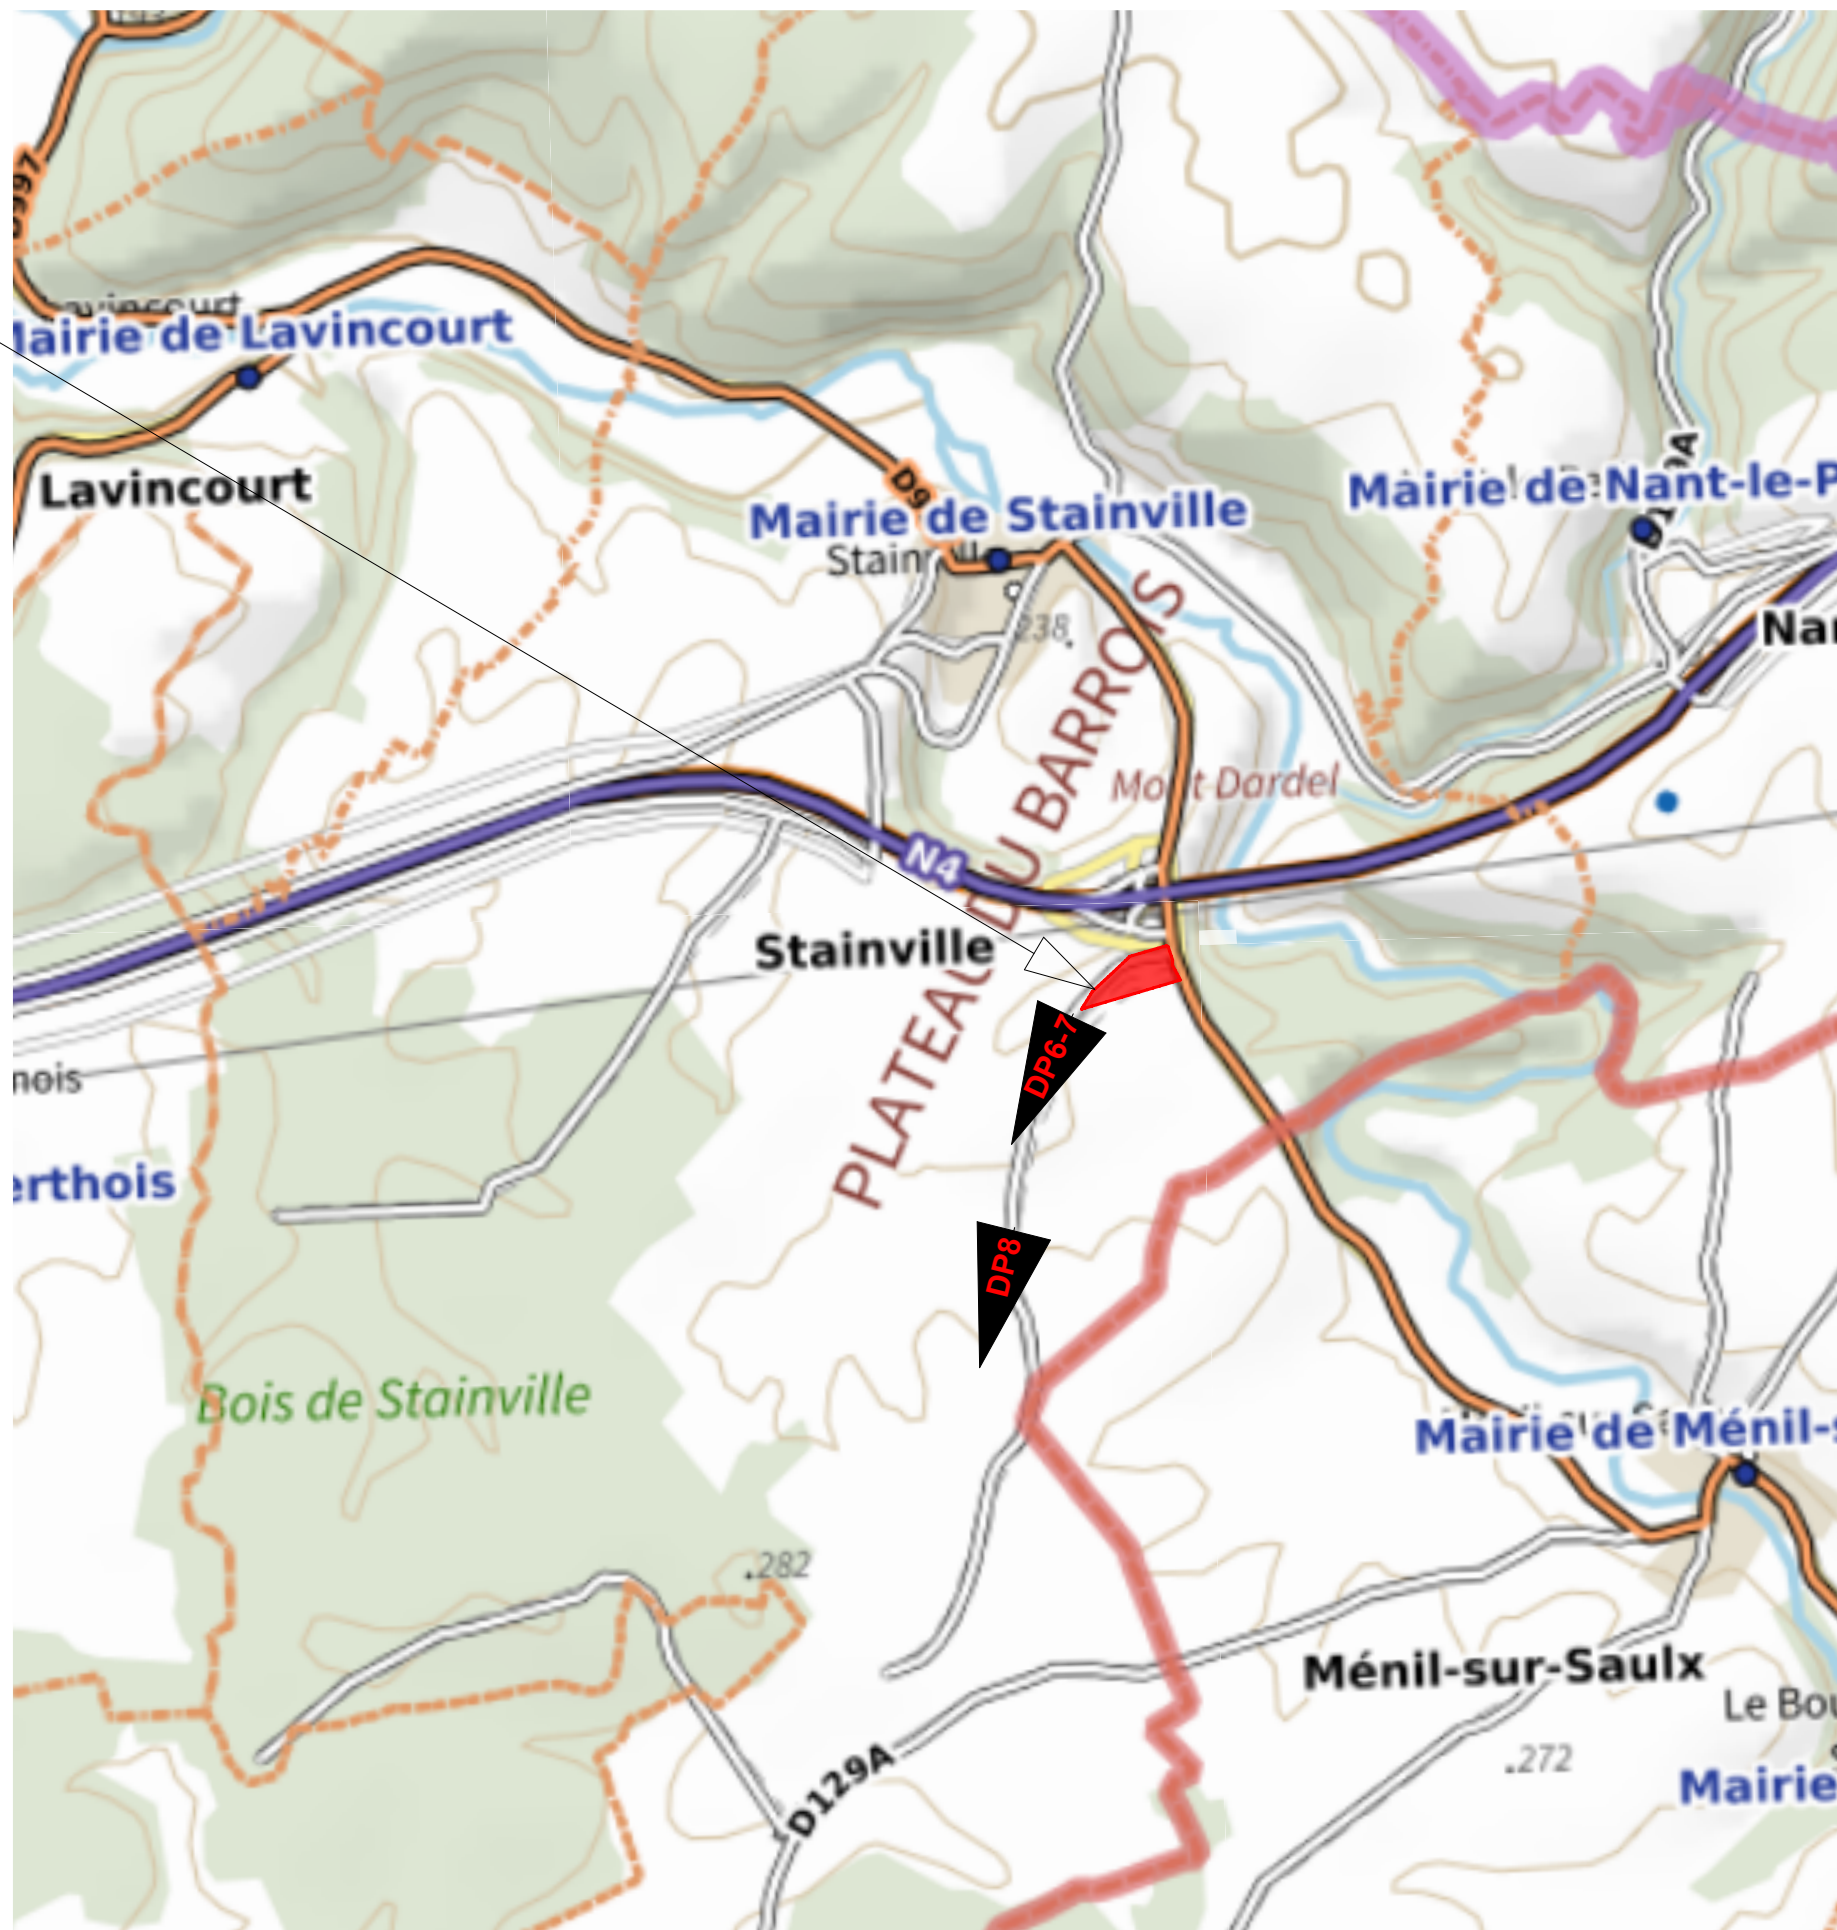 Mairie de Lavincourt
Lavincourt
D9
Mairie de Stainville
238
Mairie de Nant-le-P
Nar
PLATEAU DU BARROIS
Mont Dardel
N4
Stainville
DP6-7
nois
erthois
DP8
Bois de Stainville
Mairie de Ménil-s
.282
Ménil-sur-Saulx
Le Bou
D129A
.272
Mairie